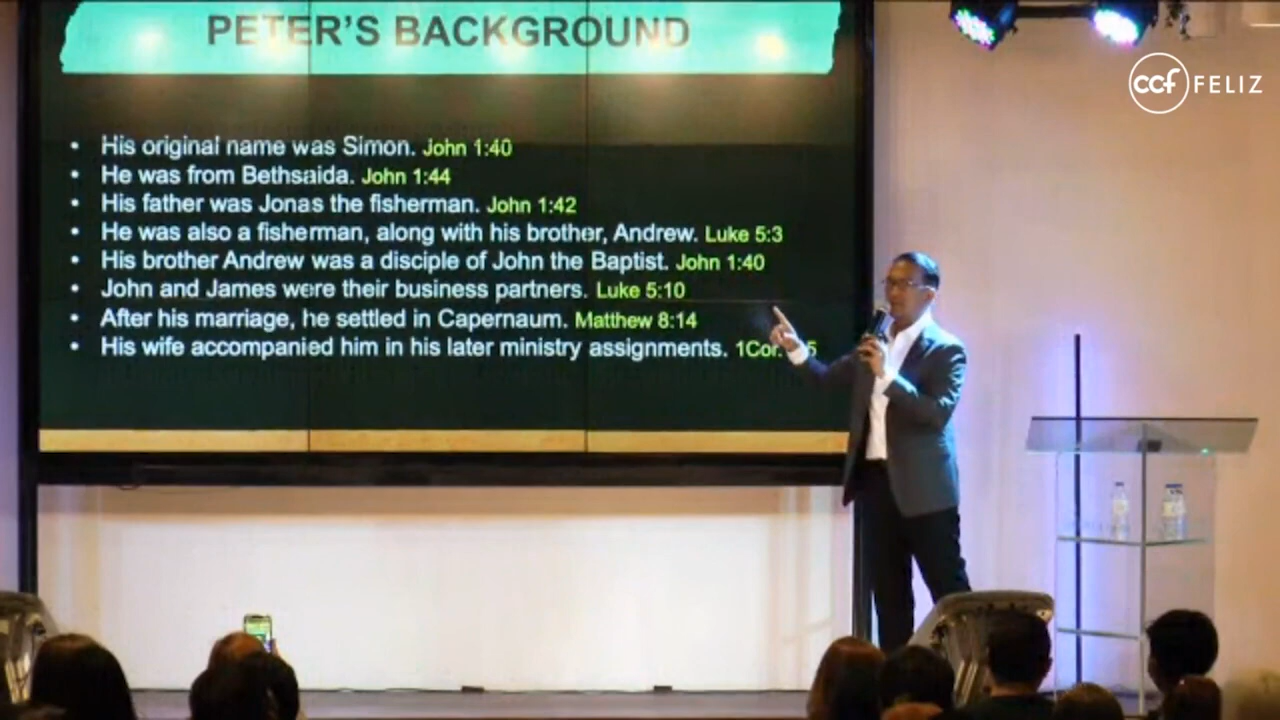 PETER'S BACKGROUND
ccf FELIZ
• His original name was Simon. John 1:40
• He was from Bethsaida. John 1:44
• His father was Jonas the fisherman. John 1:42
• He was also a fisherman, along with his brother, Andrew. Luke 5:3
• His brother Andrew was a disciple of John the Baptist. John 1:40
• John and James were their business partners. Luke 5:10
• After his marriage, he settled in Capernaum. Matthew 8:14
• His wife accompanied him in his later ministry assignments. 1Cor.